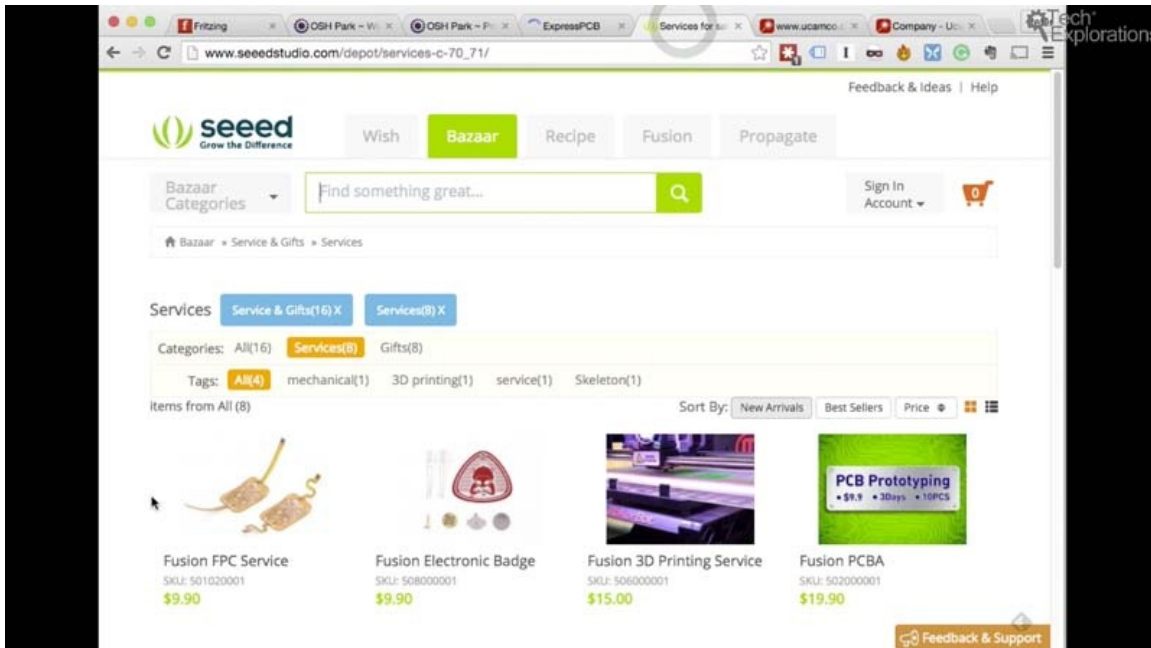 Fritzing
OSH Park ~ W
OSH Park ~ P
ExpressPCB
Services for sa
www.ucamco.
Company - Uc
Tech
Explorations
www.seeedstudio.com/depot/services-c-70_71/
Feedback & Ideas | Help
seeed
Grow the Difference
Wish
Bazaar
Recipe
Fusion
Propagate
Bazaar
Categories
Find something great...
Sign In
Account
0
Bazaar » Service & Gifts » Services
Services
Service & Gifts(16) X
Services(8) X
Categories: All(16) Services(8) Gifts(8)
Tags: All(4) mechanical(1) 3D printing(1) service(1) Skeleton(1)
items from All (8)
Sort By: New Arrivals Best Sellers Price
PCB Prototyping
• $9.9 • 3Days • 10PCS
Fusion FPC Service
SKU: 501020001
$9.90
Fusion Electronic Badge
SKU: 508000001
$9.90
Fusion 3D Printing Service
SKU: 506000001
$15.00
Fusion PCBA
SKU: 502000001
$19.90
Feedback & Support